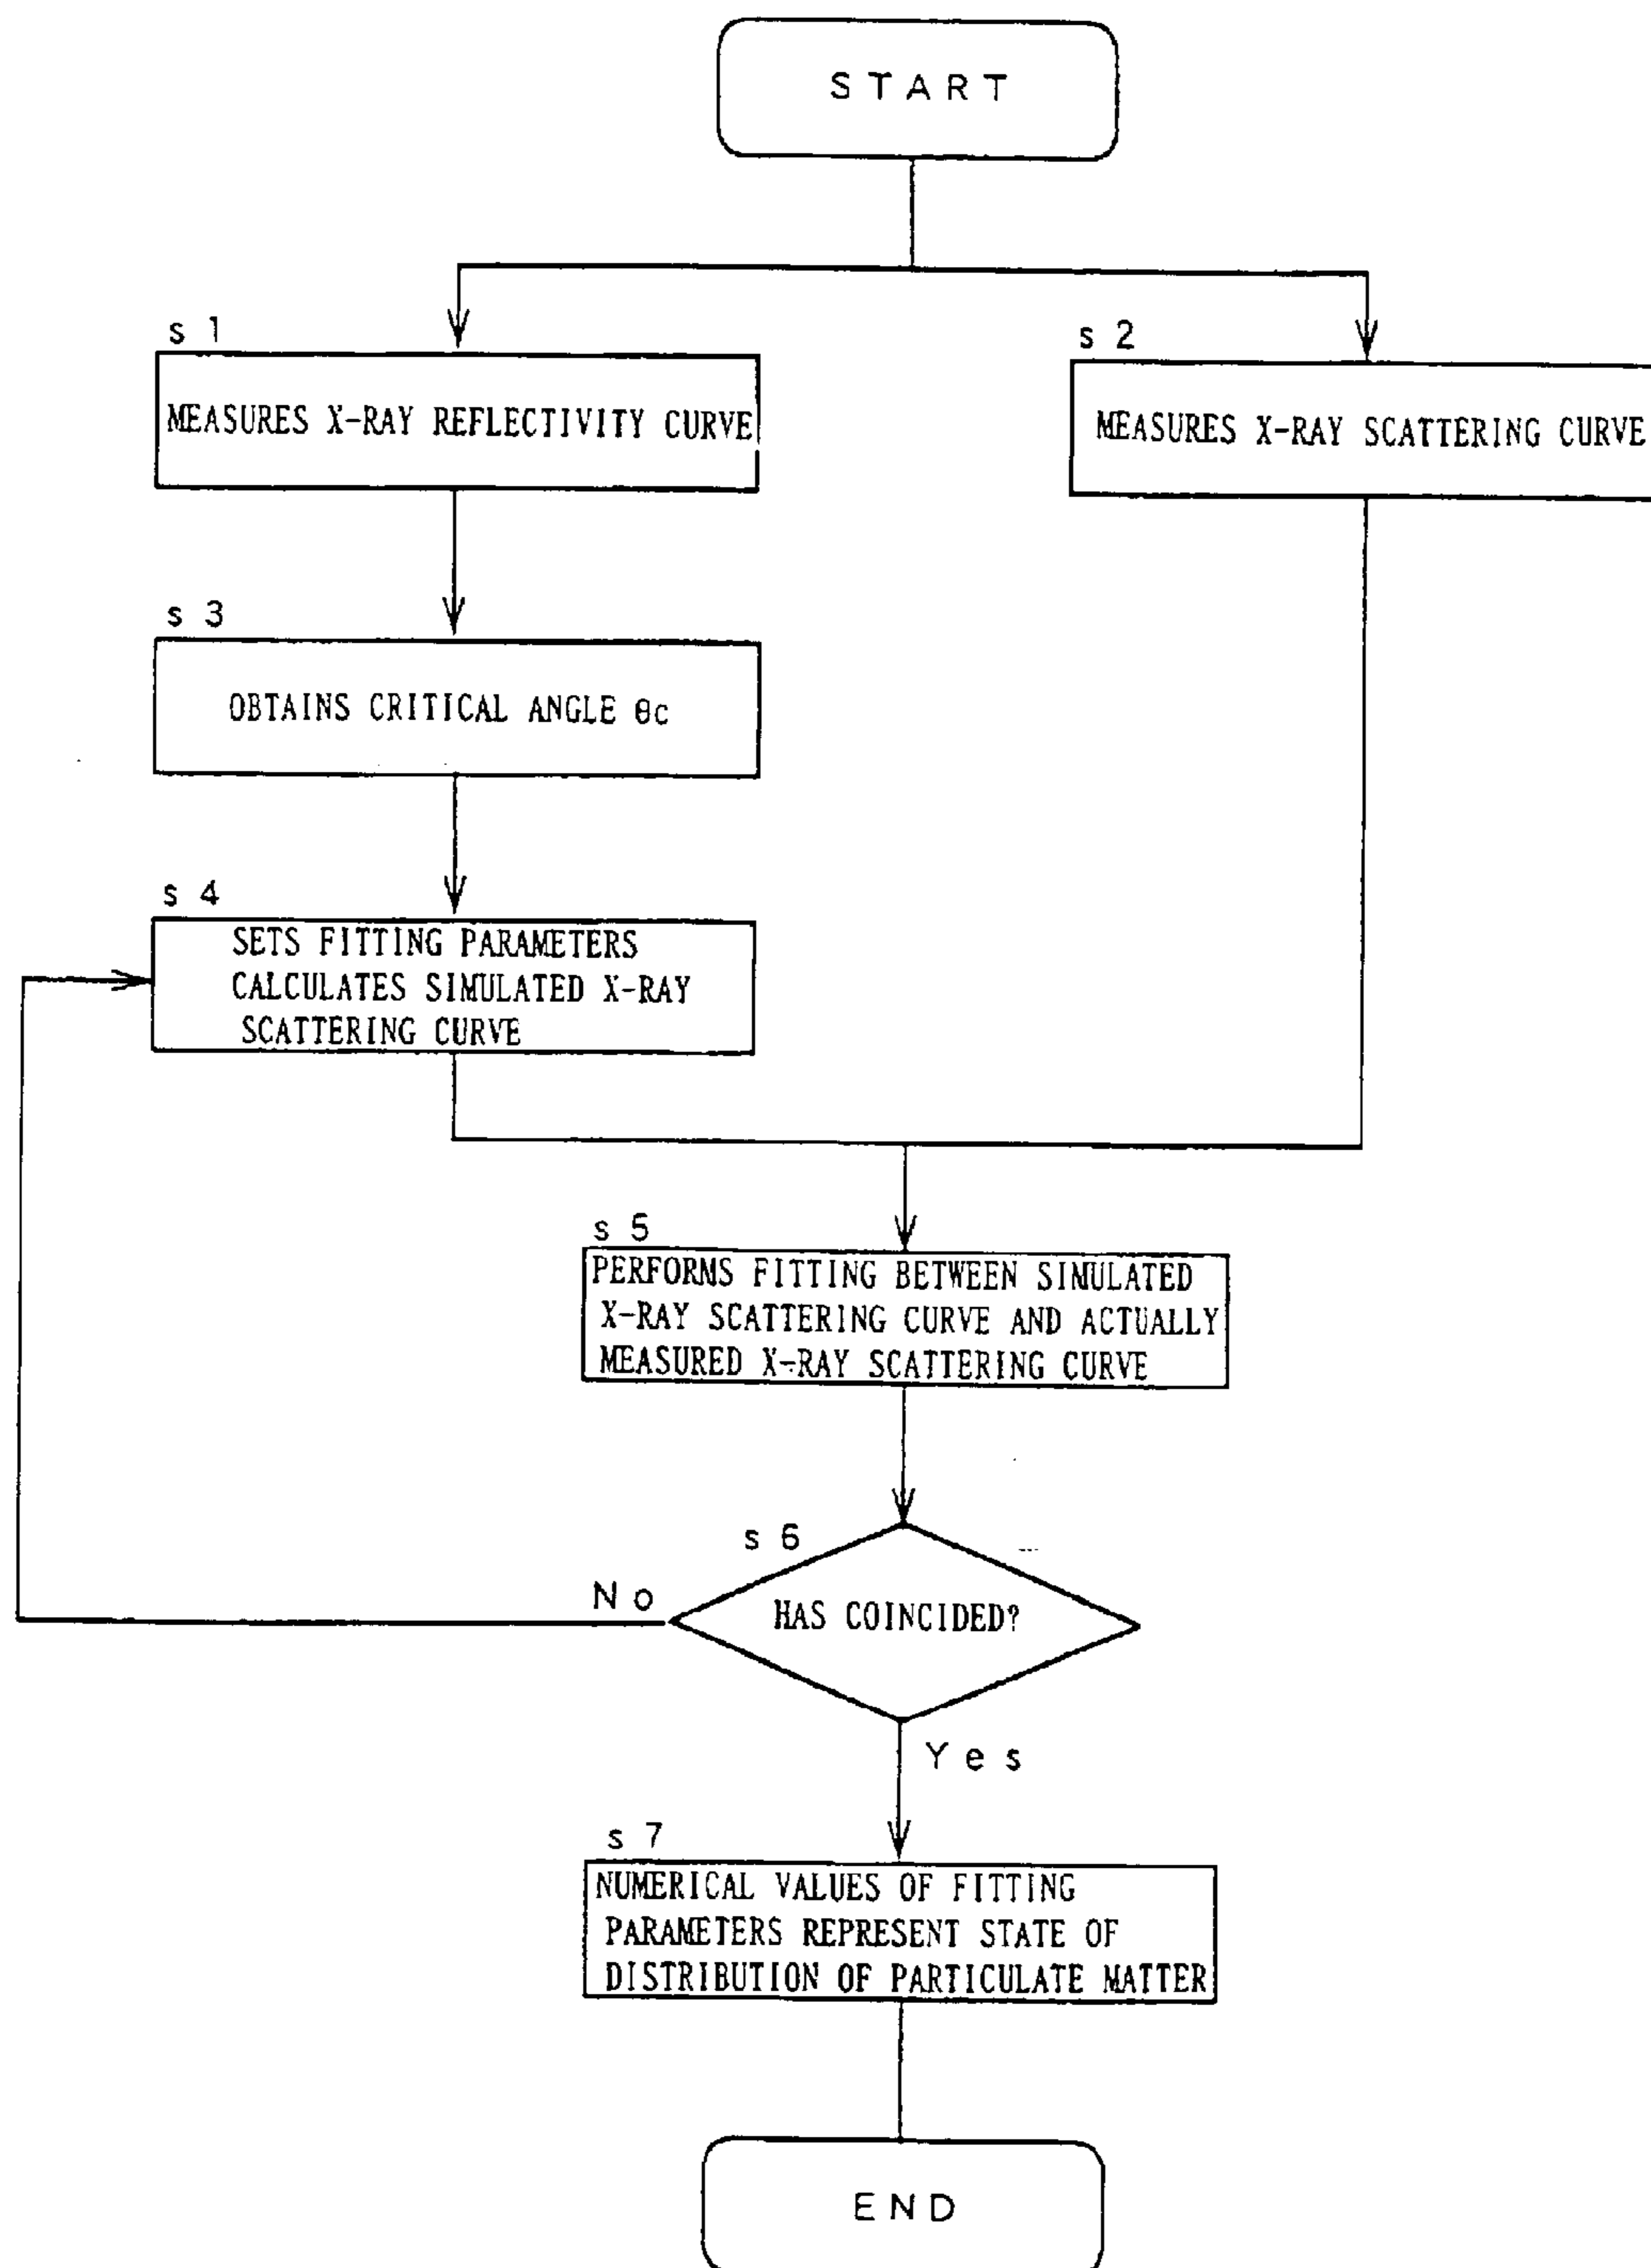 START
s 1
MEASURES X-RAY REFLECTIVITY CURVE
s 2
MEASURES X-RAY SCATTERING CURVE
s 3
OBTAINS CRITICAL ANGLE θc
s 4
SETS FITTING PARAMETERS
CALCULATES SIMULATED X-RAY
SCATTERING CURVE
s 5
PERFORMS FITTING BETWEEN SIMULATED
X-RAY SCATTERING CURVE AND ACTUALLY
MEASURED X-RAY SCATTERING CURVE
s 6
HAS COINCIDED?
No
Yes
s 7
NUMERICAL VALUES OF FITTING
PARAMETERS REPRESENT STATE OF
DISTRIBUTION OF PARTICULATE MATTER
END